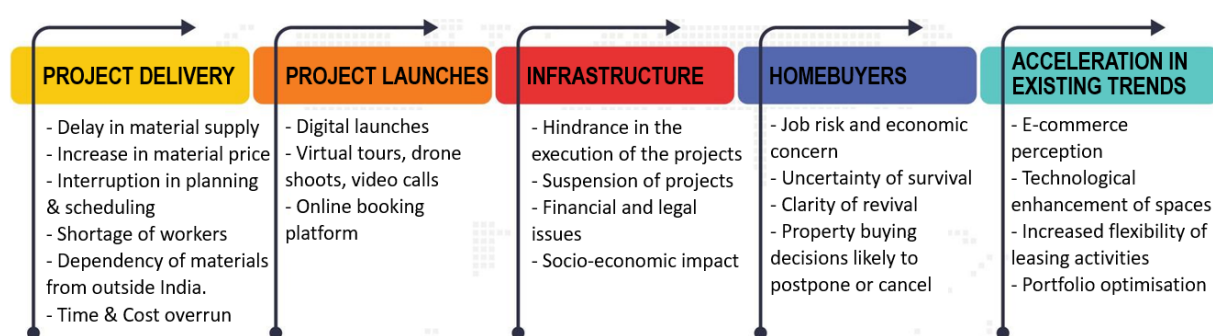 PROJECT DELIVERY
- Delay in material supply
- Increase in material price
- Interruption in planning
& scheduling
- Shortage of workers
- Dependency of materials
from outside India.
- Time & Cost overrun
PROJECT LAUNCHES
- Digital launches
- Virtual tours, drone
shoots, video calls
- Online booking
platform
INFRASTRUCTURE
- Hindrance in the
execution of the projects
- Suspension of projects
- Financial and legal
issues
- Socio-economic impact
HOMEBUYERS
- Job risk and economic
concern
- Uncertainty of survival
- Clarity of revival
- Property buying
decisions likely to
postpone or cancel
ACCELERATION IN
EXISTING TRENDS
- E-commerce
perception
- Technological
enhancement of spaces
- Increased flexibility of
leasing activities
- Portfolio optimisation